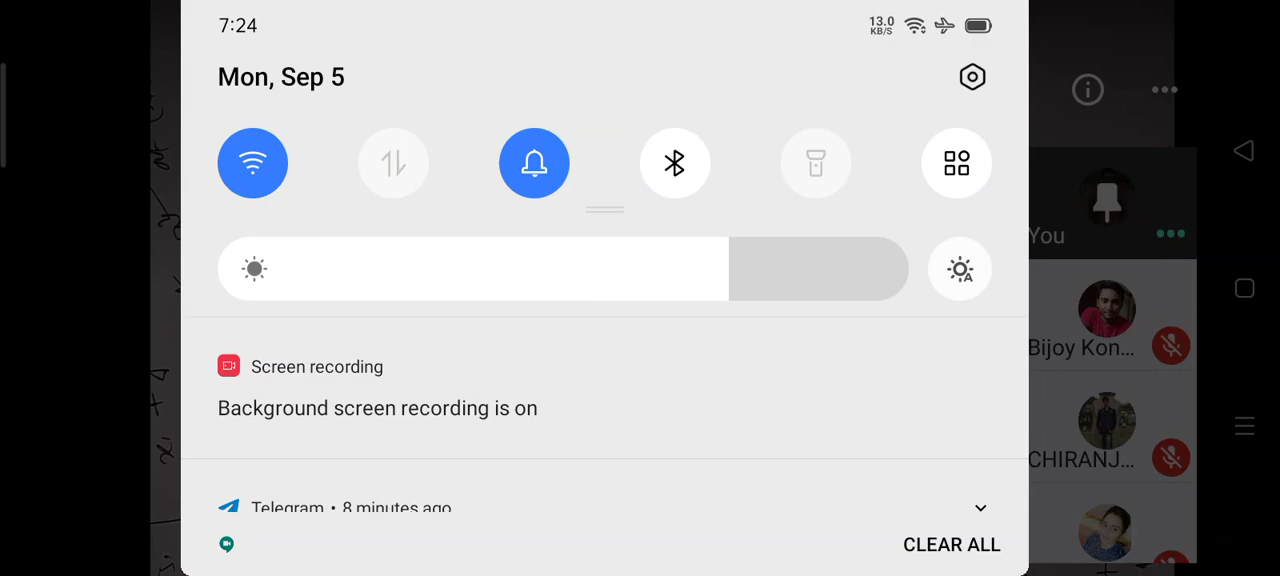 7:24
13.0
KB/S
Mon, Sep 5
Screen recording
Background screen recording is on
Telegram • 8 minutes ago
CLEAR ALL
You
Bijoy Kon...
CHIRANJ...